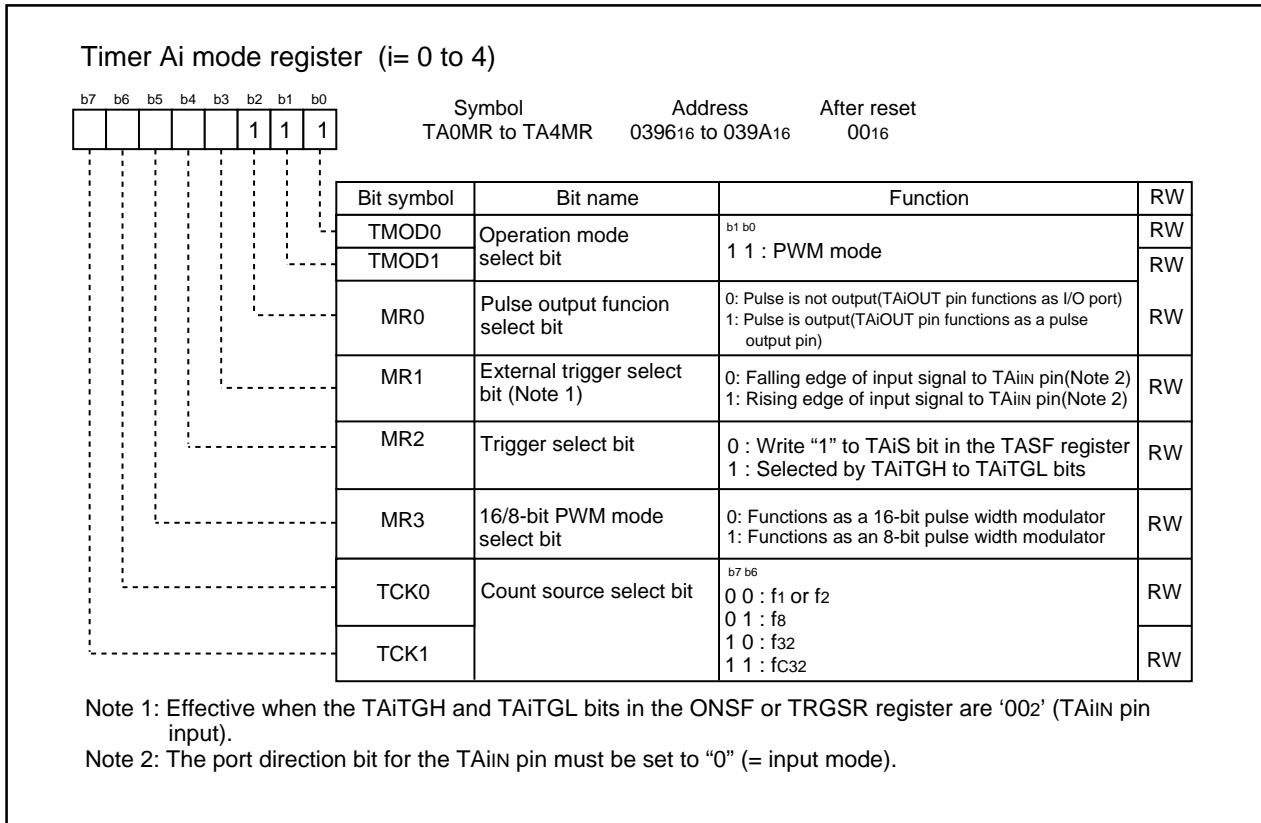 Timer Ai mode register (i= 0 to 4)
b7 b6 b5 b4 b3 b2 b1 b0
1 1 1
Symbol Address After reset
TA0MR to TA4MR 039616 to 039A16 0016
Bit symbol Bit name Function RW
TMOD0 Operation mode select bit b1 b0 RW
TMOD1 1 1 : PWM mode RW
MR0 Pulse output funcion select bit 0: Pulse is not output(TAiOUT pin functions as I/O port) RW
1: Pulse is output(TAiOUT pin functions as a pulse
output pin)
MR1 External trigger select bit (Note 1) 0: Falling edge of input signal to TAiIN pin(Note 2) RW
1: Rising edge of input signal to TAiIN pin(Note 2)
MR2 Trigger select bit 0 : Write “1” to TAiS bit in the TASF register RW
1 : Selected by TAiTGH to TAiTGL bits
MR3 16/8-bit PWM mode select bit 0: Functions as a 16-bit pulse width modulator RW
1: Functions as an 8-bit pulse width modulator
TCK0 Count source select bit b7 b6 RW
0 0 : f1 or f2
0 1 : f8
1 0 : f32
TCK1 1 1 : fC32 RW
Note 1: Effective when the TAiTGH and TAiTGL bits in the ONSF or TRGSR register are ‘002’ (TAiIN pin
input).
Note 2: The port direction bit for the TAiIN pin must be set to “0” (= input mode).